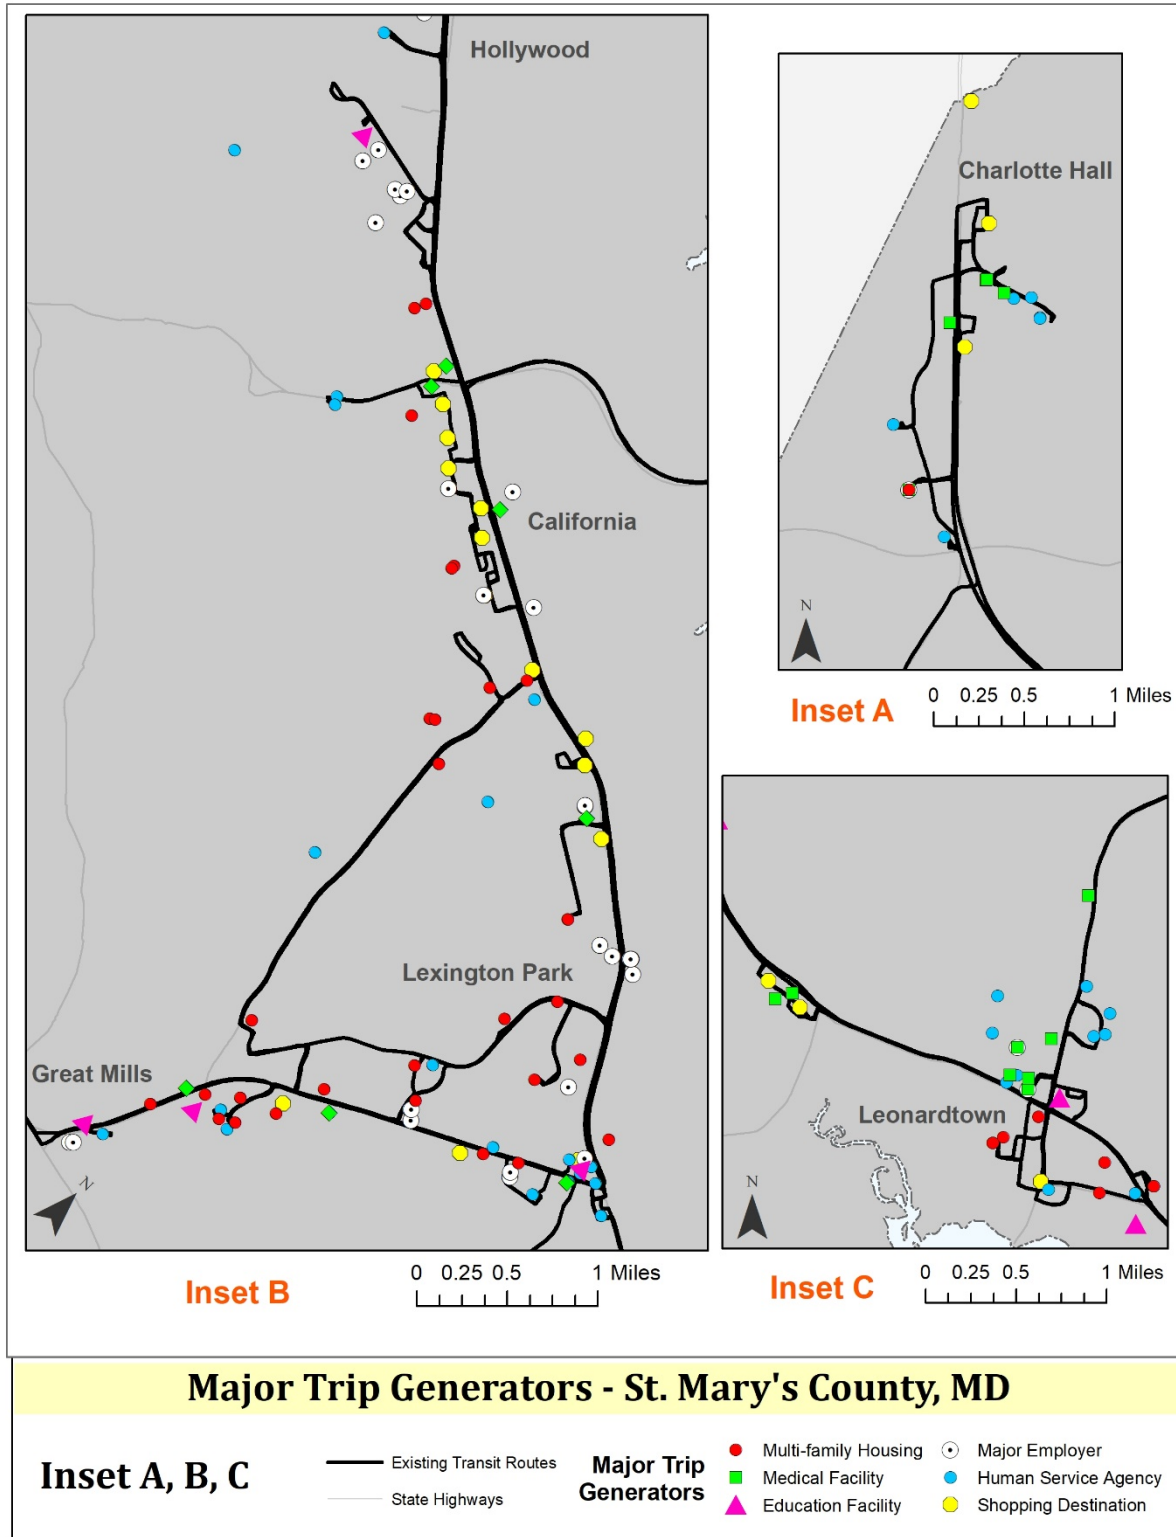 Hollywood
California
Lexington Park
Great Mills
N
Inset B
0 0.25 0.5 1 Miles
Charlotte Hall
N
Inset A
0 0.25 0.5 1 Miles
Leonardtown
N
Inset C
0 0.25 0.5 1 Miles
Major Trip Generators - St. Mary's County, MD
Inset A, B, C
Existing Transit Routes
State Highways
Major Trip
Generators
Multi-family Housing
Medical Facility
Education Facility
Major Employer
Human Service Agency
Shopping Destination